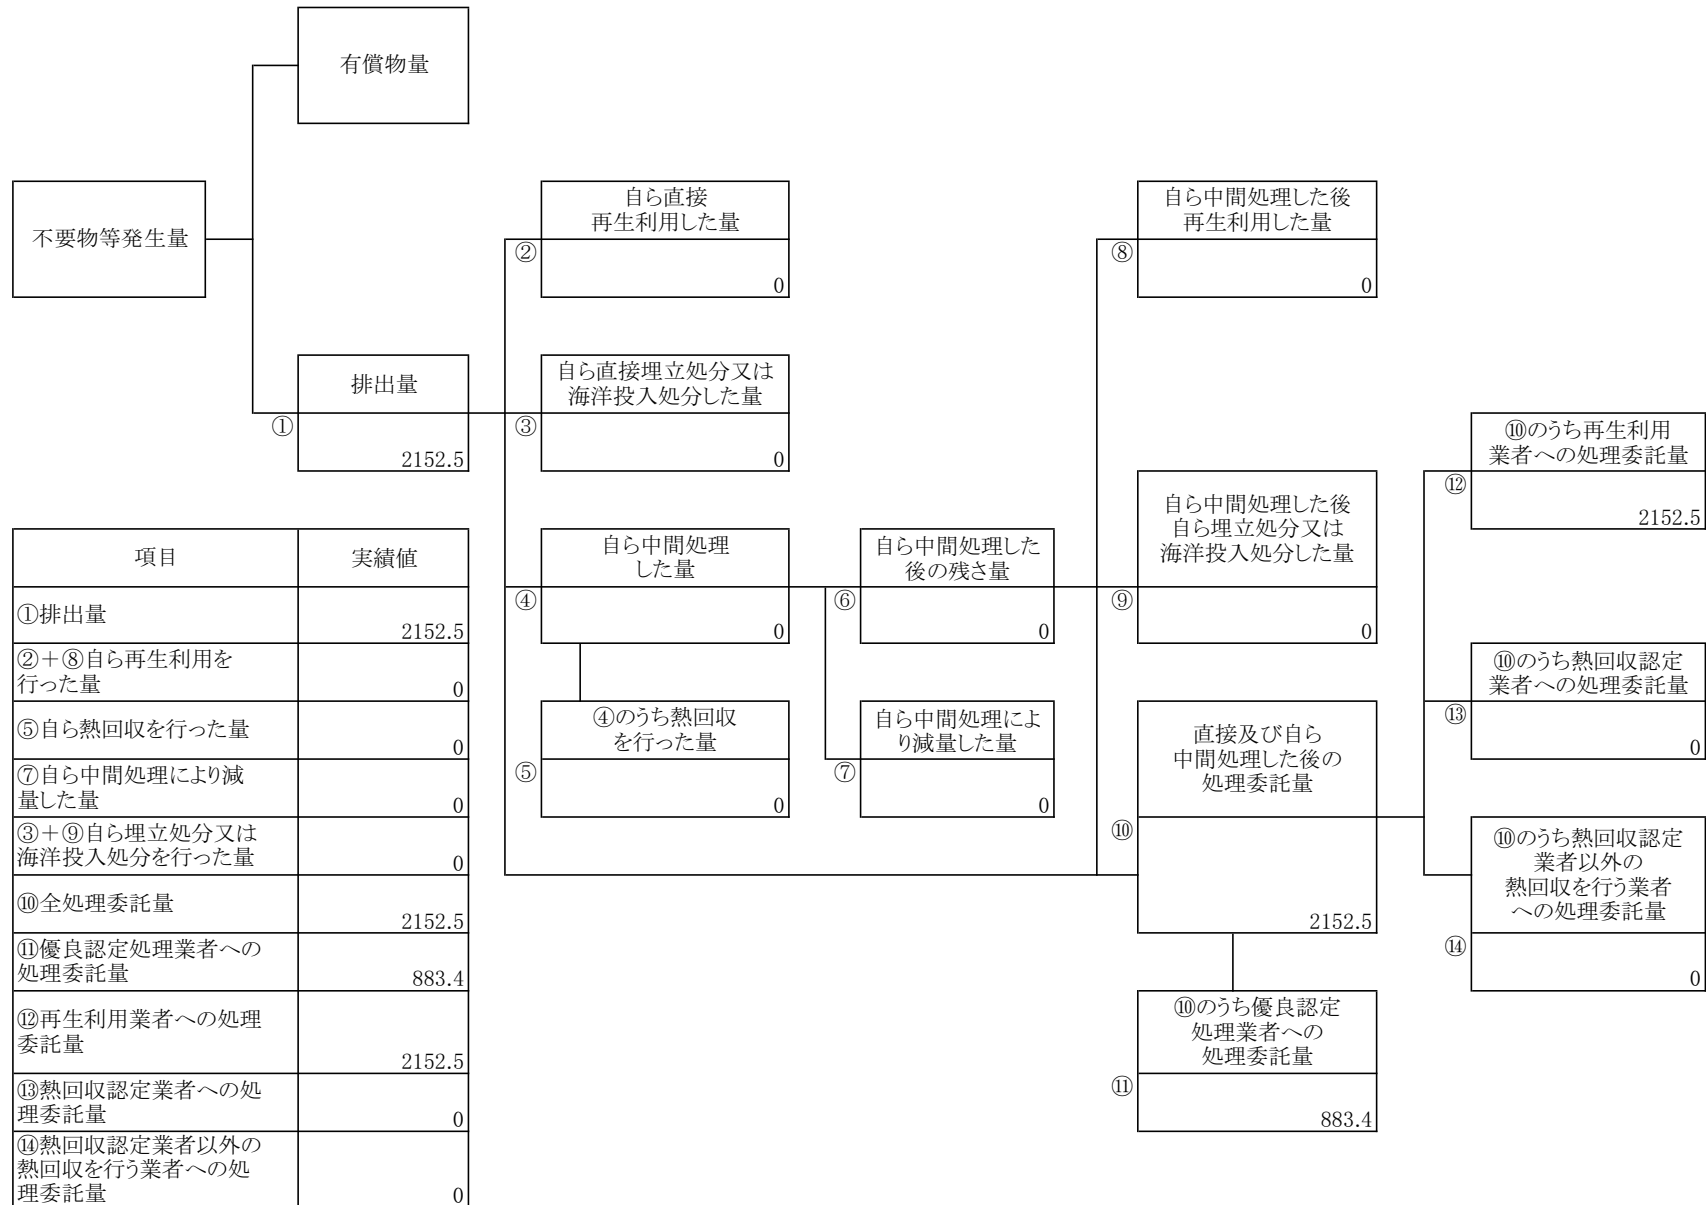 有償物量
不要物等発生量
自ら直接
再生利用した量
②
0
自ら中間処理した後
再生利用した量
⑧
0
排出量
①
2152.5
自ら直接埋立処分又は
海洋投入処分した量
③
0
⑩のうち再生利用
業者への処理委託量
⑫
2152.5
自ら中間処理
した量
④
0
自ら中間処理した
後の残さ量
⑥
0
自ら中間処理した後
自ら埋立処分又は
海洋投入処分した量
⑨
0
⑩のうち熱回収認定
業者への処理委託量
⑬
0
④のうち熱回収
を行った量
⑤
0
自ら中間処理によ
り減量した量
⑦
0
直接及び自ら
中間処理した後の
処理委託量
⑩
2152.5
⑩のうち熱回収認定
業者以外の
熱回収を行う業者
への処理委託量
⑭
0
⑩のうち優良認定
処理業者への
処理委託量
⑪
883.4
項目 実績値
①排出量 2152.5
②+⑧自ら再生利用を
行った量 0
⑤自ら熱回収を行った量 0
⑦自ら中間処理により減
量した量 0
③+⑨自ら埋立処分又は
海洋投入処分を行った量 0
⑩全処理委託量 2152.5
⑪優良認定処理業者への
処理委託量 883.4
⑫再生利用業者への処理
委託量 2152.5
⑬熱回収認定業者への処
理委託量 0
⑭熱回収認定業者以外の
熱回収を行う業者への処
理委託量 0